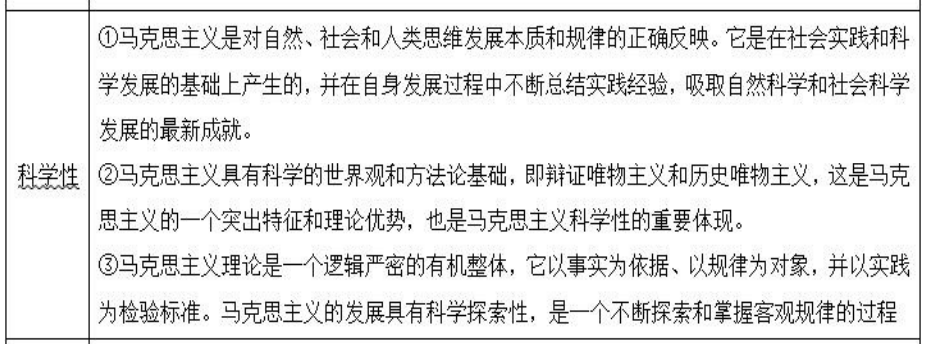 ①马克思主义是对自然、社会和人类思维发展本质和规律的正确反映。它是在社会实践和科
学发展的基础上产生的，并在自身发展过程中不断总结实践经验，吸取自然科学和社会科学
发展的最新成就。
科学性
②马克思主义具有科学的世界观和方法论基础，即辩证唯物主义和历史唯物主义，这是马克
思主义的一个突出特征和理论优势，也是马克思主义科学性的重要体现。
③马克思主义理论是一个逻辑严密的有机整体，它以事实为依据、以规律为对象，并以实践
为检验标准。马克思主义的发展具有科学探索性，是一个不断探索和掌握客观规律的过程